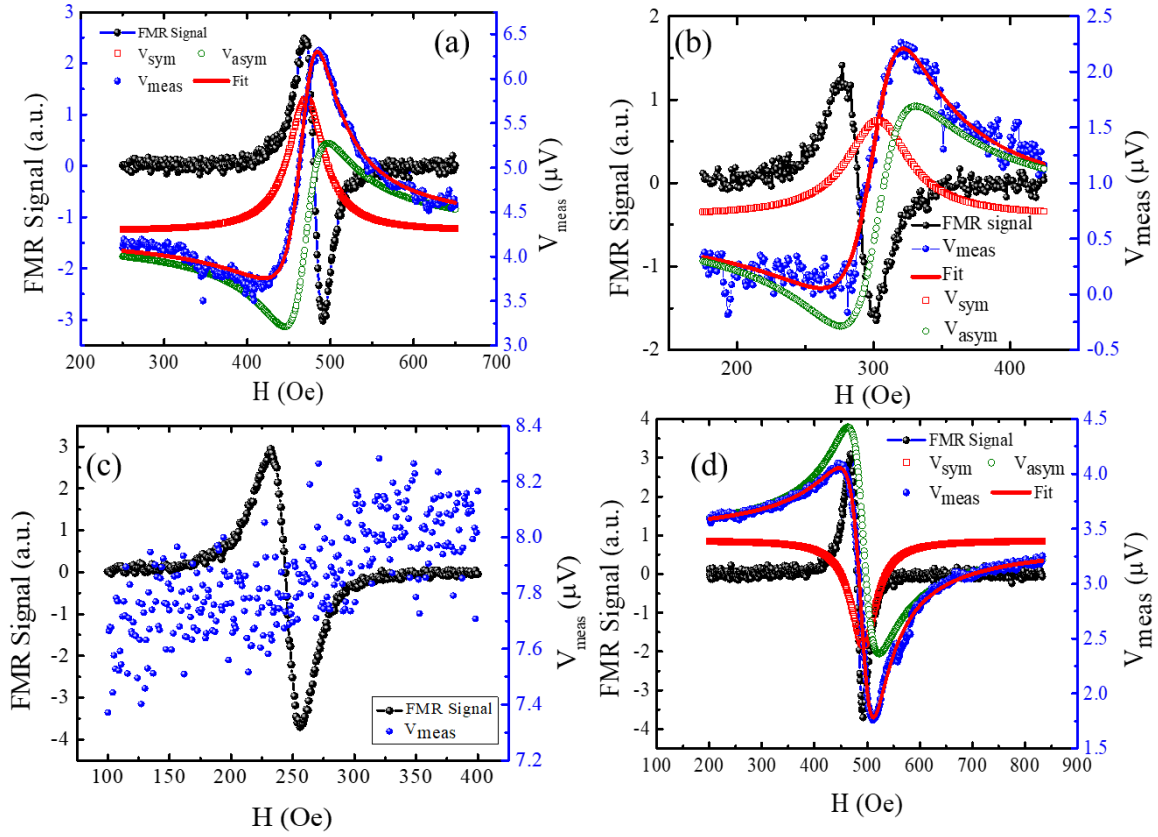 (a)
FMR Signal
V_sym V_asym
V_meas Fit
FMR Signal (a.u.)
2.5
2
1
0
-1
-2
-3
200 300 400 500 600 700
H (Oe)
6.5
6.0
5.5
5.0
4.5
4.0
3.5
3.0
V_meas (μV)
(b)
FMR signal
V_meas
Fit
V_sym
V_asym
FMR Signal (a.u.)
2
1
0
-1
-2
200 300 400
H (Oe)
2.5
2.0
1.5
1.0
0.5
0.0
-0.5
V_meas (μV)
(c)
FMR Signal
V_meas
FMR Signal (a.u.)
3
2
1
0
-1
-2
-3
-4
100 150 200 250 300 350 400
H (Oe)
8.4
8.2
8.0
7.8
7.6
7.4
7.2
V_meas (μV)
(d)
FMR Signal
V_sym V_asym
V_meas Fit
FMR Signal (a.u.)
4
3
2
1
0
-1
-2
-3
-4
100 200 300 400 500 600 700 800 900
H (Oe)
4.5
4.0
3.5
3.0
2.5
2.0
1.5
V_meas (μV)